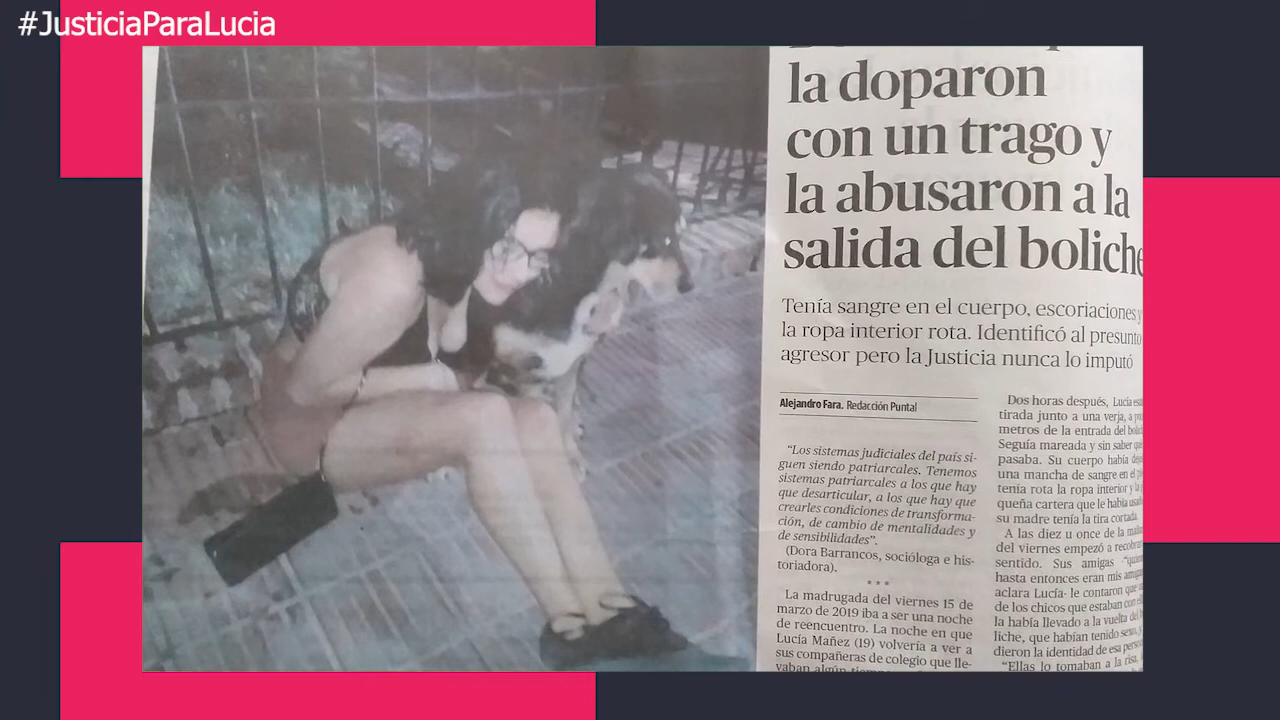 #JusticiaParaLucia
la doparon
con un trago y
la abusaron a la
salida del boliche
Tenía sangre en el cuerpo, escoriaciones y
la ropa interior rota. Identificó al presunto
agresor pero la Justicia nunca lo imputó
Alejandro Fara. Redacción Puntal
“Los sistemas judiciales del país si-
guen siendo patriarcales. Tenemos
sistemas patriarcales a los que hay
que desarticular, a los que hay que
crearles condiciones de transforma-
ción, de cambio de mentalidades y
de sensibilidades”.
(Dora Barrancos, socióloga e his-
toriadora).
***
La madrugada del viernes 15 de
marzo de 2019 iba a ser una noche
de reencuentro. La noche en que
Lucía Mañez (19) volvería a ver a
sus compañeras de colegio que lle-
vaban algún
Dos horas después, Lucía
tirada junto a una verja, a
metros de la entrada del
Seguía mareada y sin saber
pasaba. Su cuerpo había
una mancha de sangre en el
tenía rota la ropa interior y la
queña cartera que le había
su madre tenía la tira cortada.
A las diez u once de la
del viernes empezó a
sentido. Sus amigas
hasta entonces eran mis
aclara Lucía- le contaron que
de los chicos que estaban con
la había llevado a la vuelta del
liche, que habían tenido
dieron la identidad de esa
“Ellas lo tomaban a la risa,